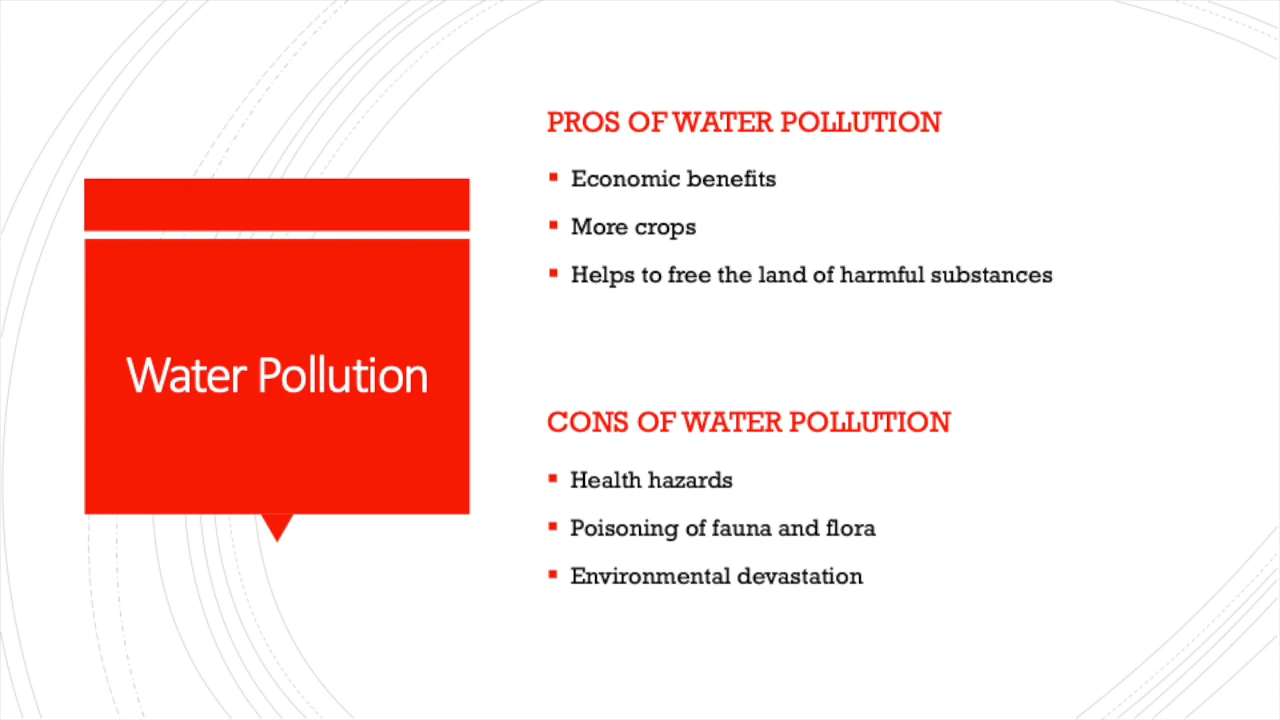 Water Pollution
PROS OF WATER POLLUTION
Economic benefits
More crops
Helps to free the land of harmful substances
CONS OF WATER POLLUTION
Health hazards
Poisoning of fauna and flora
Environmental devastation